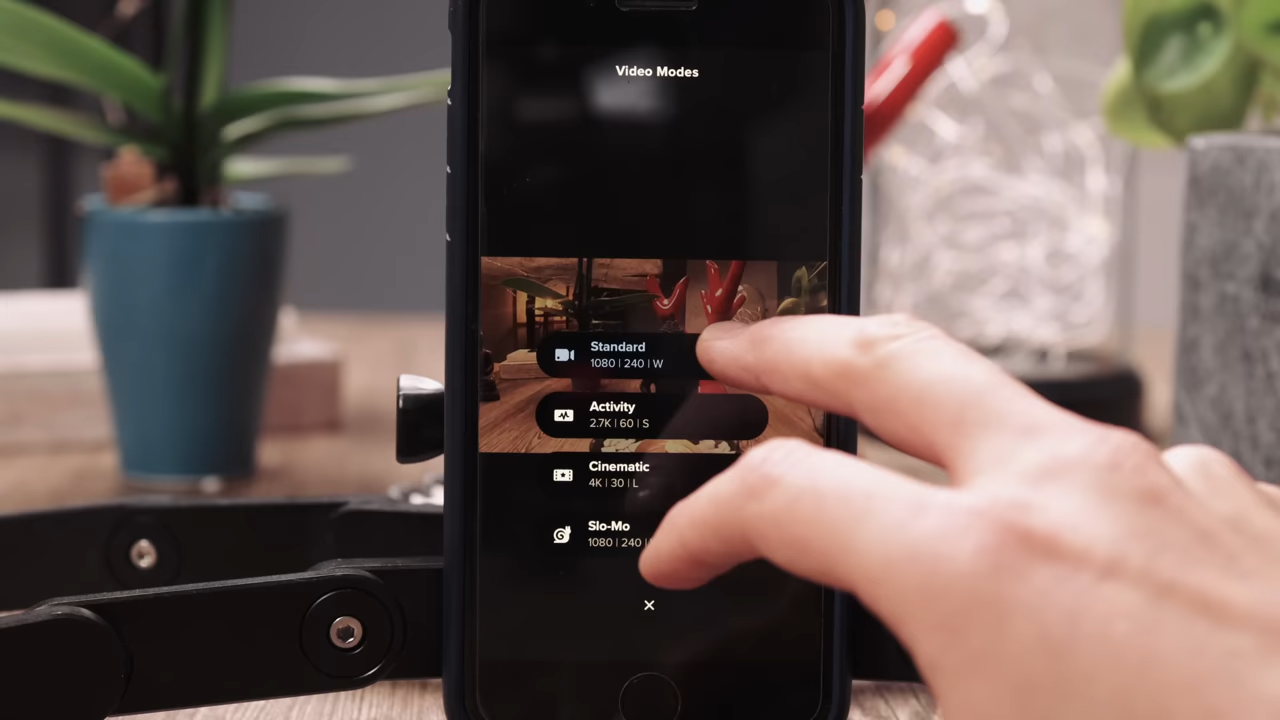 Video Modes
Standard
1080 | 240 | W
Activity
2.7K | 60 | S
Cinematic
4K | 30 | L
Slo-Mo
1080 | 240 |